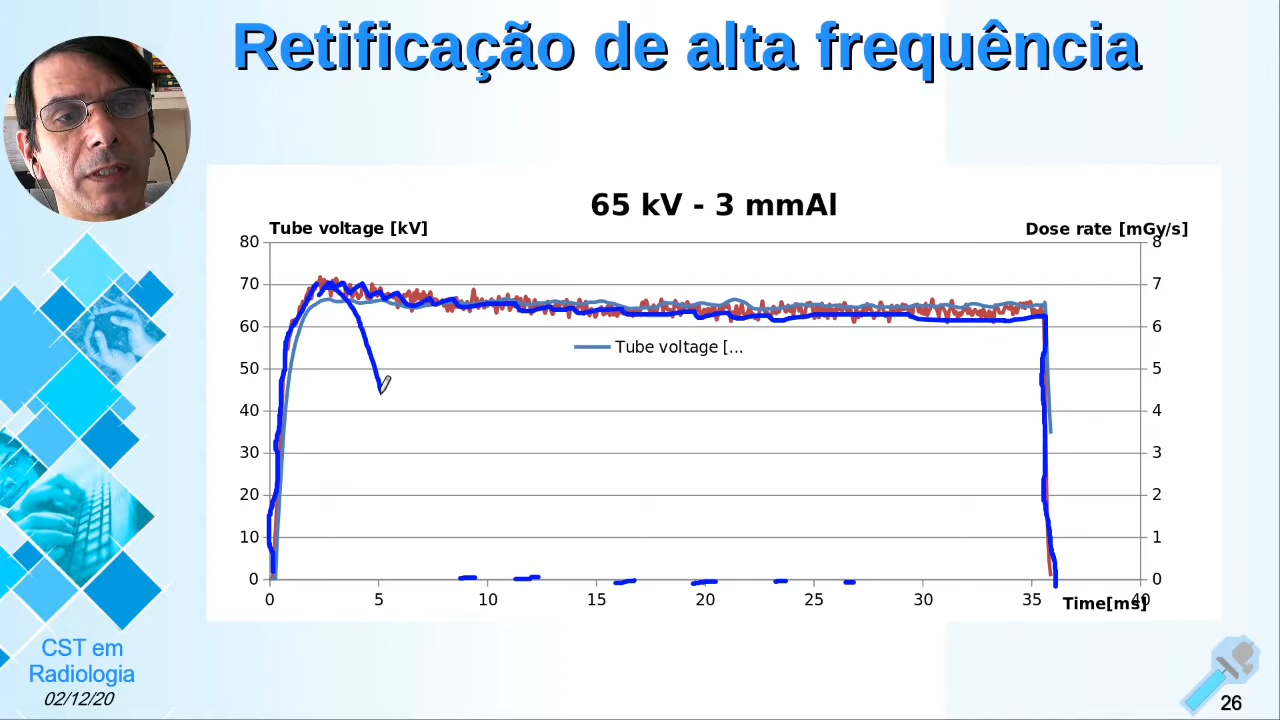 Retificação de alta frequência
65 kV - 3 mmAl
Tube voltage [kV]
Dose rate [mGy/s]
80
70
60
50
40
30
20
10
0
8
7
6
5
4
3
2
1
0
Tube voltage [...
0 5 10 15 20 25 30 35 40
Time[ms]
CST em
Radiologia
02/12/20
26